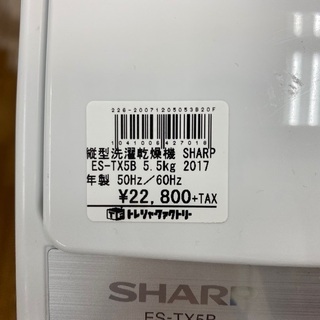 226-20071205053820F
1041006427018
縦型洗濯乾燥機 SHARP
ES-TX5B 5.5kg 2017
年製 50Hz／60Hz
¥22,800+TAX
トレジャーファクトリー
SHARP
ES-TX5B